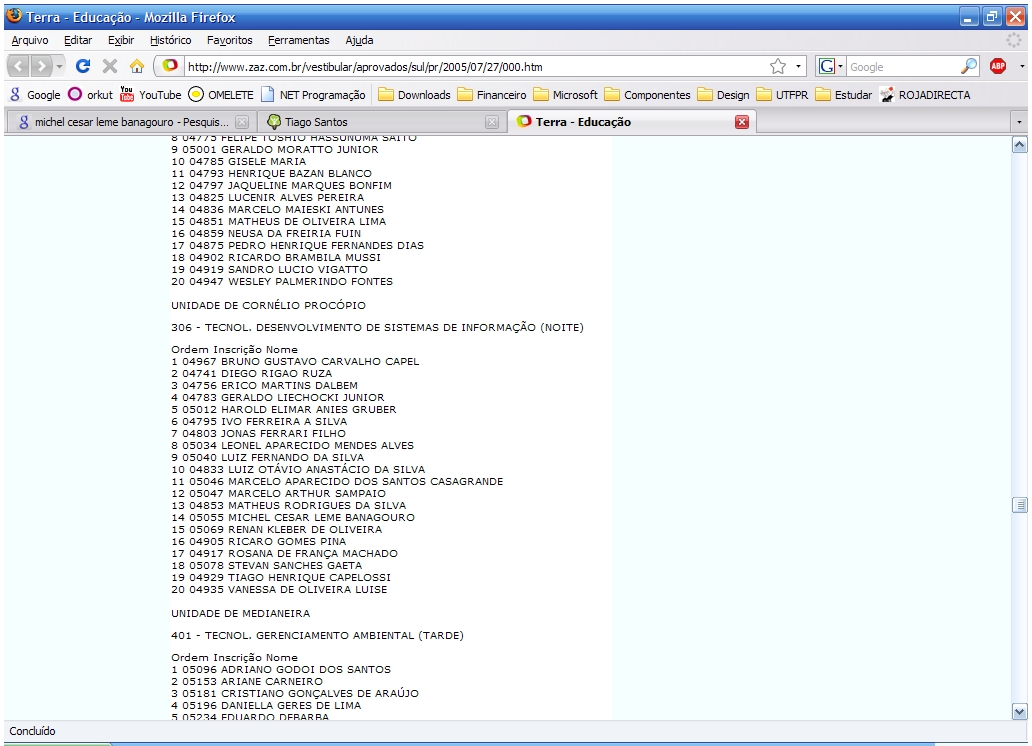 Terra - Educação - Mozilla Firefox
Arquivo Editar Exibir Histórico Favoritos Ferramentas Ajuda
http://www.zaz.com.br/vestibular/aprovados/sul/pr/2005/07/27/000.htm
G Google ABP
Google orkut You Tube YouTube OMELETE NET Programação Downloads Financeiro Microsoft Componentes Design UTFPR Estudar ROJADIRECTA
michel cesar leme banagouro - Pesquis... Tiago Santos Terra - Educação
8 04775 FELIPE TOSHIO HASSUNUMA SAITO
9 05001 GERALDO MORATTO JUNIOR
10 04785 GISELE MARIA
11 04793 HENRIQUE BAZAN BLANCO
12 04797 JAQUELINE MARQUES BONFIM
13 04825 LUCENIR ALVES PEREIRA
14 04836 MARCELO MAIESKI ANTUNES
15 04851 MATHEUS DE OLIVEIRA LIMA
16 04859 NEUSA DA FREIRIA FUIN
17 04875 PEDRO HENRIQUE FERNANDES DIAS
18 04902 RICARDO BRAMBILA MUSSI
19 04919 SANDRO LUCIO VIGATTO
20 04947 WESLEY PALMERINDO FONTES
UNIDADE DE CORNÉLIO PROCÓPIO
306 - TECNOL. DESENVOLVIMENTO DE SISTEMAS DE INFORMAÇÃO (NOITE)
Ordem Inscrição Nome
1 04967 BRUNO GUSTAVO CARVALHO CAPEL
2 04741 DIEGO RIGAO RUZA
3 04756 ERICO MARTINS DALBEM
4 04783 GERALDO LIECHOCKI JUNIOR
5 05012 HAROLD ELIMAR ANIES GRUBER
6 04795 IVO FERREIRA A SILVA
7 04803 JONAS FERRARI FILHO
8 05034 LEONEL APARECIDO MENDES ALVES
9 05040 LUIZ FERNANDO DA SILVA
10 04833 LUIZ OTÁVIO ANASTÁCIO DA SILVA
11 05046 MARCELO APARECIDO DOS SANTOS CASAGRANDE
12 05047 MARCELO ARTHUR SAMPAIO
13 04853 MATHEUS RODRIGUES DA SILVA
14 05055 MICHEL CESAR LEME BANAGOURO
15 05069 RENAN KLEBER DE OLIVEIRA
16 04905 RICARO GOMES PINA
17 04917 ROSANA DE FRANÇA MACHADO
18 05078 STEVAN SANCHES GAETA
19 04929 TIAGO HENRIQUE CAPELOSSI
20 04935 VANESSA DE OLIVEIRA LUISE
UNIDADE DE MEDIANEIRA
401 - TECNOL. GERENCIAMENTO AMBIENTAL (TARDE)
Ordem Inscrição Nome
1 05096 ADRIANO GODOI DOS SANTOS
2 05153 ARIANE CARNEIRO
3 05181 CRISTIANO GONÇALVES DE ARAÚJO
4 05196 DANIELLA GERES DE LIMA
5 05234 EDUARDO DEBARBA
Concluído